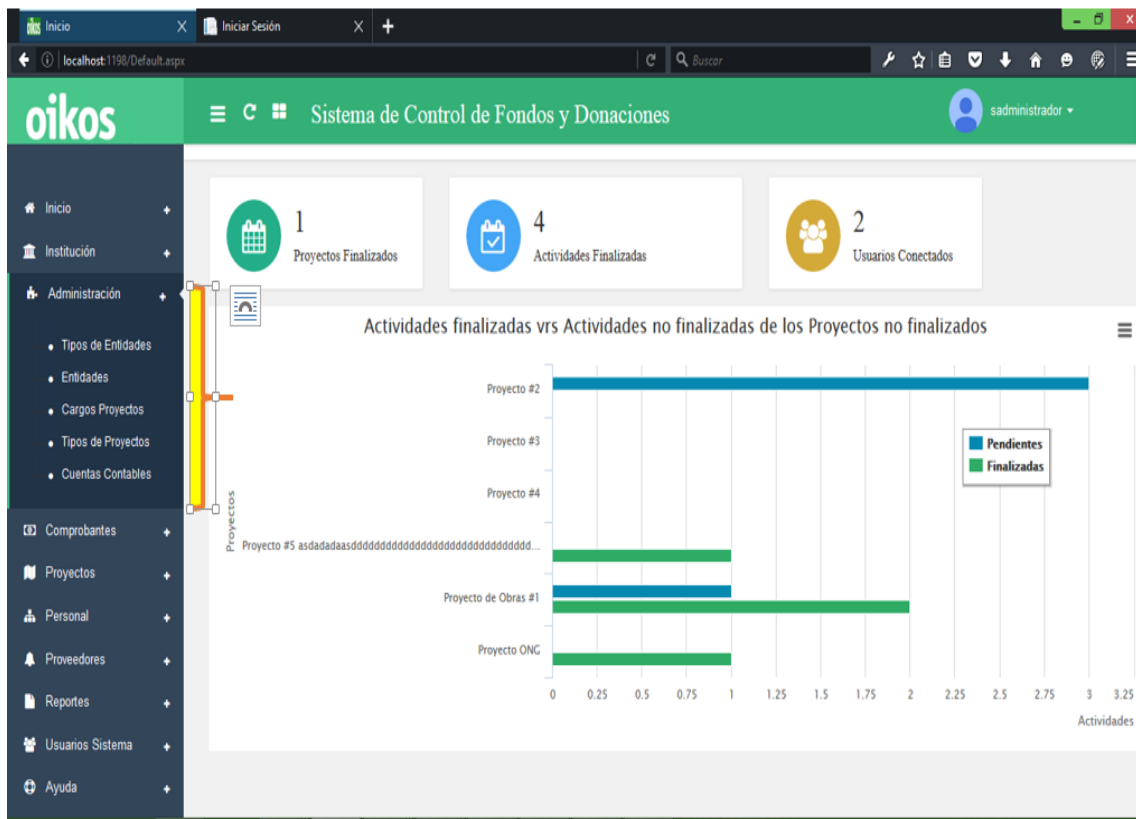 oikos Inicio
Iniciar Sesión
localhost:1198/Default.aspx
Buscar
oikos
Sistema de Control de Fondos y Donaciones
sadministrador
Inicio
Institución
Administración
Tipos de Entidades
Entidades
Cargos Proyectos
Tipos de Proyectos
Cuentas Contables
Comprobantes
Proyectos
Personal
Proveedores
Reportes
Usuarios Sistema
Ayuda
1
Proyectos Finalizados
4
Actividades Finalizadas
2
Usuarios Conectados
Actividades finalizadas vrs Actividades no finalizadas de los Proyectos no finalizados
Proyectos
Proyecto #2
Proyecto #3
Proyecto #4
Proyecto #5 asdadadaasdddddddddddddddddddddddddddddd...
Proyecto de Obras #1
Proyecto ONG
Pendientes
Finalizadas
0 0.25 0.5 0.75 1 1.25 1.5 1.75 2 2.25 2.5 2.75 3 3.25
Actividades